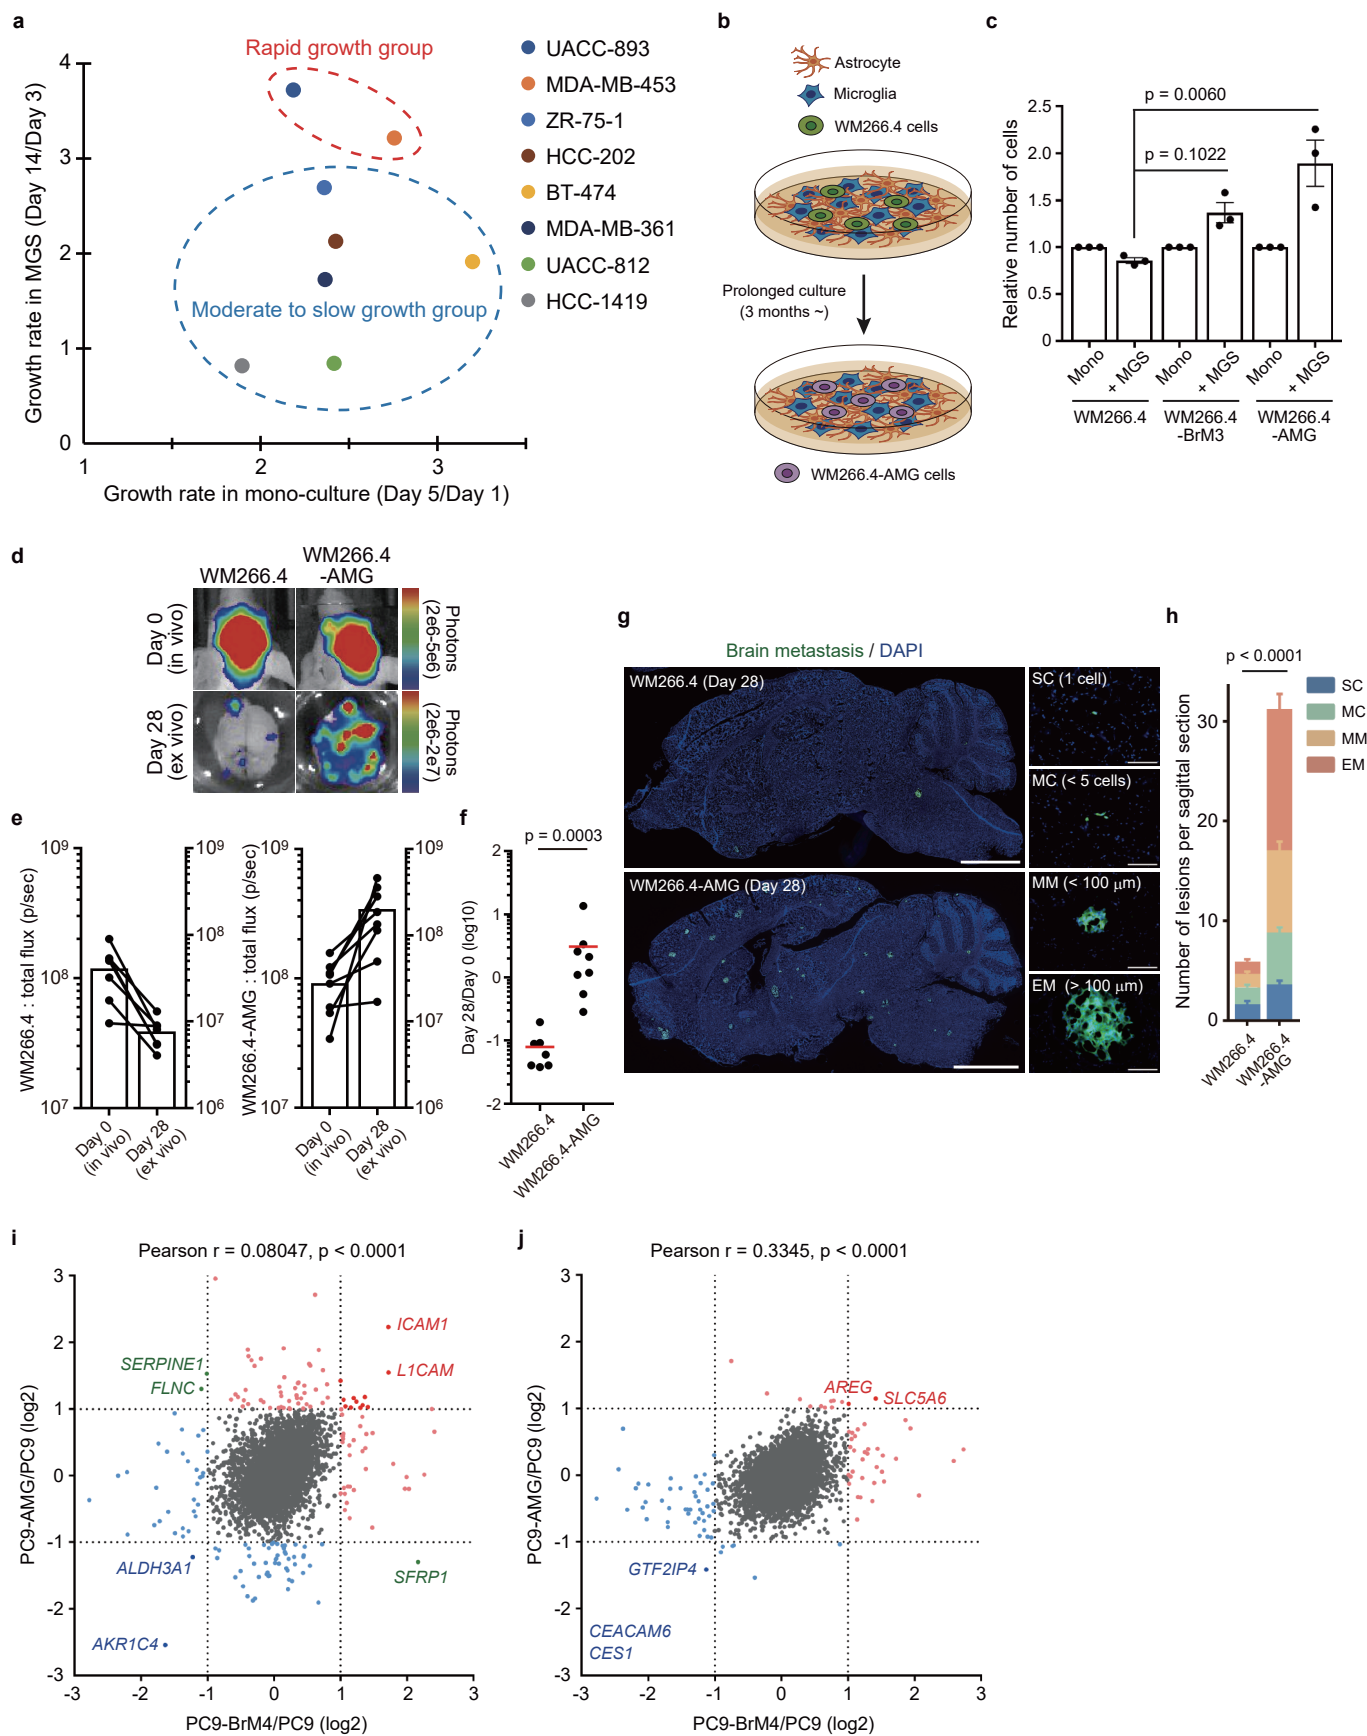 a
Rapid growth group
Moderate to slow growth group
4
3
2
1
0
1
2
3
Growth rate in MGS (Day 14/Day 3)
Growth rate in mono-culture (Day 5/Day 1)
UACC-893
MDA-MB-453
ZR-75-1
HCC-202
BT-474
MDA-MB-361
UACC-812
HCC-1419
b
Astrocyte
Microglia
WM266.4 cells
Prolonged culture
(3 months ~)
WM266.4-AMG cells
c
p = 0.0060
p = 0.1022
2.5
2.0
1.5
1.0
0.5
0
Relative number of cells
Mono
+ MGS
Mono
+ MGS
Mono
+ MGS
WM266.4
WM266.4
-BrM3
WM266.4
-AMG
d
WM266.4
WM266.4
-AMG
Day 0
(in vivo)
Photons
(2e6-5e6)
Day 28
(ex vivo)
Photons
(2e6-2e7)
e
WM266.4 : total flux (p/sec)
10⁹
10⁸
10⁷
10⁹
10⁸
10⁷
10⁶
Day 0
(in vivo)
Day 28
(ex vivo)
WM266.4-AMG : total flux (p/sec)
10⁹
10⁸
10⁷
10⁹
10⁸
10⁷
10⁶
Day 0
(in vivo)
Day 28
(ex vivo)
f
p = 0.0003
Day 28/Day 0 (log10)
2
1
0
-1
-2
WM266.4
WM266.4-AMG
g
Brain metastasis / DAPI
WM266.4 (Day 28)
WM266.4-AMG (Day 28)
SC (1 cell)
MC (< 5 cells)
MM (< 100 μm)
EM (> 100 μm)
h
p < 0.0001
Number of lesions per sagittal section
30
20
10
0
WM266.4
WM266.4
-AMG
SC
MC
MM
EM
i
Pearson r = 0.08047, p < 0.0001
PC9-AMG/PC9 (log2)
3
2
1
0
-1
-2
-3
ICAM1
L1CAM
SERPINE1
FLNC
ALDH3A1
AKR1C4
SFRP1
-3
-2
-1
0
1
2
3
PC9-BrM4/PC9 (log2)
j
Pearson r = 0.3345, p < 0.0001
PC9-AMG/PC9 (log2)
3
2
1
0
-1
-2
-3
AREG
SLC5A6
GTF2IP4
CEACAM6
CES1
-3
-2
-1
0
1
2
3
PC9-BrM4/PC9 (log2)